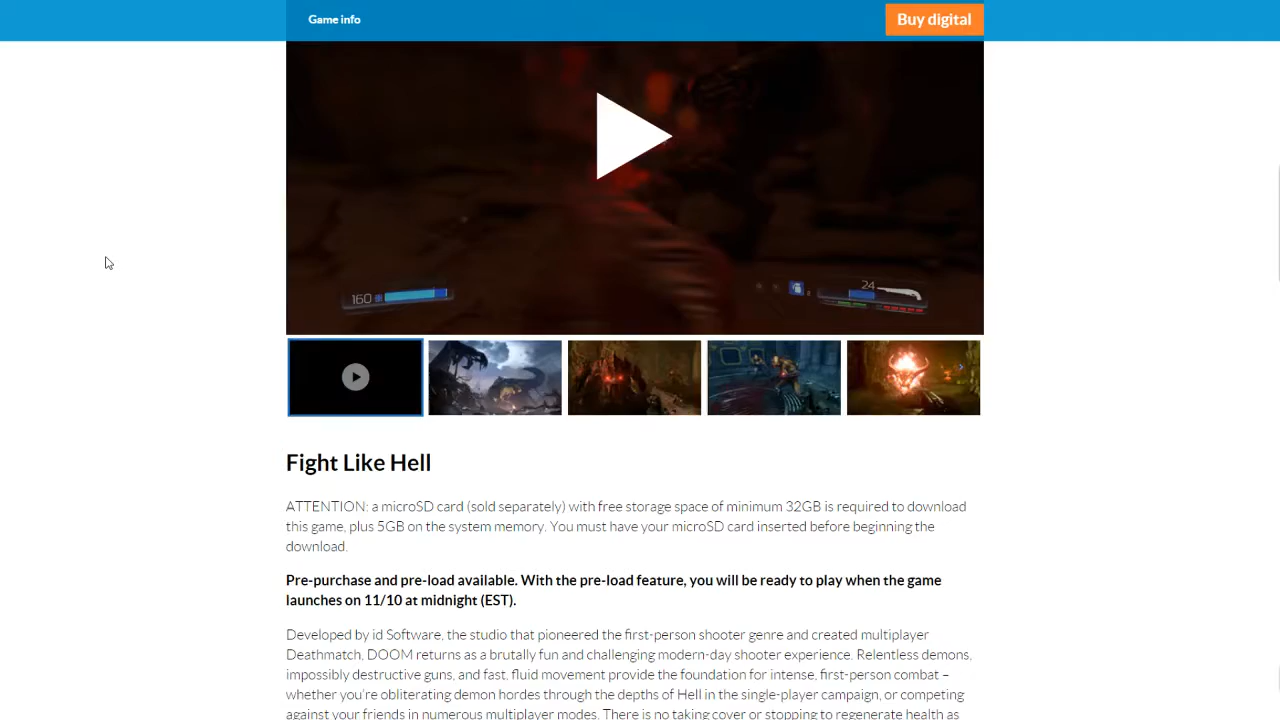 Game info
Buy digital
160
24
Fight Like Hell
ATTENTION: a microSD card (sold separately) with free storage space of minimum 32GB is required to download
this game, plus 5GB on the system memory. You must have your microSD card inserted before beginning the
download.
Pre-purchase and pre-load available. With the pre-load feature, you will be ready to play when the game
launches on 11/10 at midnight (EST).
Developed by id Software, the studio that pioneered the first-person shooter genre and created multiplayer
Deathmatch, DOOM returns as a brutally fun and challenging modern-day shooter experience. Relentless demons,
impossibly destructive guns, and fast, fluid movement provide the foundation for intense, first-person combat –
whether you're obliterating demon hordes through the depths of Hell in the single-player campaign, or competing
against your friends in numerous multiplayer modes. There is no taking cover or stopping to regenerate health as